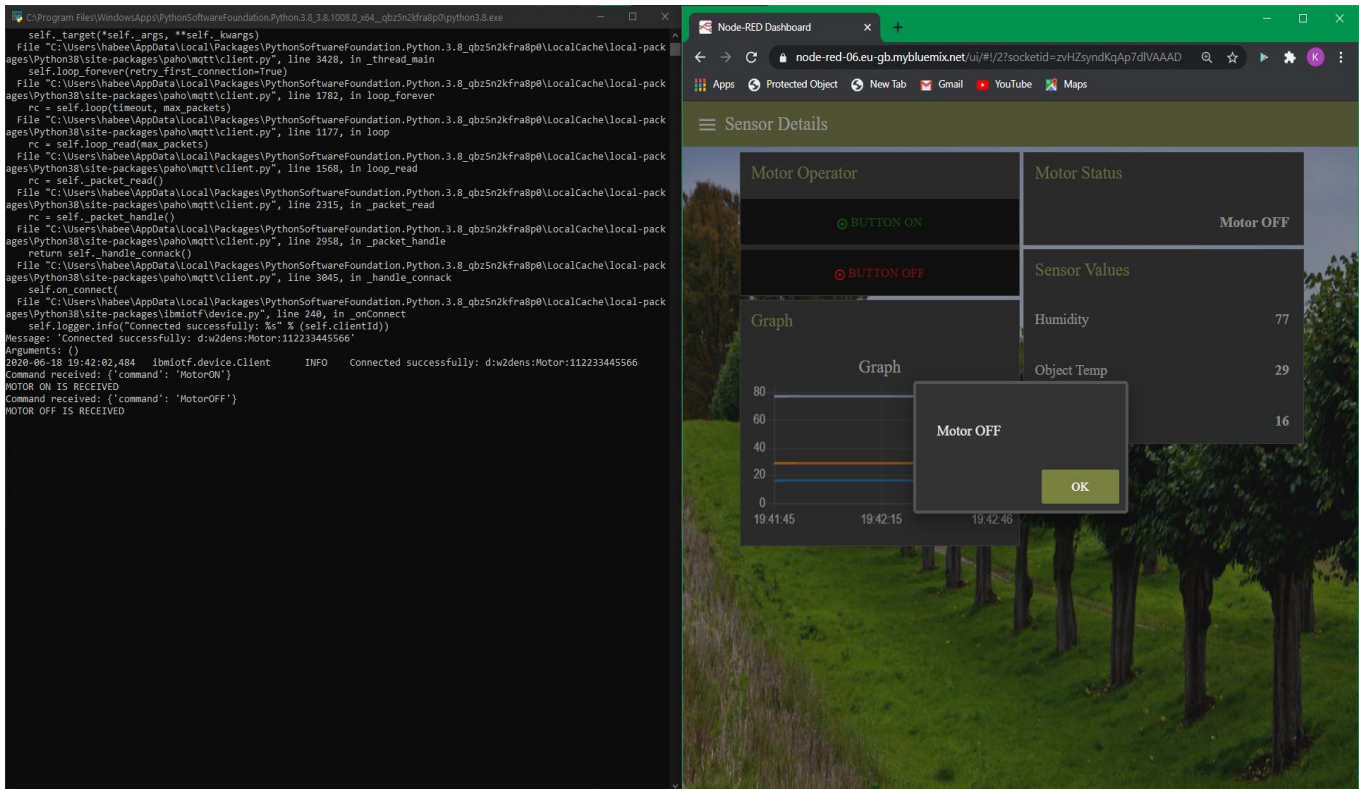 C:\Program Files\WindowsApps\PythonSoftwareFoundation.Python.3.8_3.8.1008.0_x64__qbz5n2kfra8p0\python3.8.exe
self._target(*self._args, **self._kwargs)
File "C:\Users\habee\AppData\Local\Packages\PythonSoftwareFoundation.Python.3.8_qbz5n2kfra8p0\LocalCache\local-pack
ages\Python38\site-packages\paho\mqtt\client.py", line 3428, in _thread_main
self.loop_forever(retry_first_connection=True)
File "C:\Users\habee\AppData\Local\Packages\PythonSoftwareFoundation.Python.3.8_qbz5n2kfra8p0\LocalCache\local-pack
ages\Python38\site-packages\paho\mqtt\client.py", line 1782, in loop_forever
rc = self.loop(timeout, max_packets)
File "C:\Users\habee\AppData\Local\Packages\PythonSoftwareFoundation.Python.3.8_qbz5n2kfra8p0\LocalCache\local-pack
ages\Python38\site-packages\paho\mqtt\client.py", line 1177, in loop
rc = self.loop_read(max_packets)
File "C:\Users\habee\AppData\Local\Packages\PythonSoftwareFoundation.Python.3.8_qbz5n2kfra8p0\LocalCache\local-pack
ages\Python38\site-packages\paho\mqtt\client.py", line 1568, in loop_read
rc = self._packet_read()
File "C:\Users\habee\AppData\Local\Packages\PythonSoftwareFoundation.Python.3.8_qbz5n2kfra8p0\LocalCache\local-pack
ages\Python38\site-packages\paho\mqtt\client.py", line 2315, in _packet_read
rc = self._packet_handle()
File "C:\Users\habee\AppData\Local\Packages\PythonSoftwareFoundation.Python.3.8_qbz5n2kfra8p0\LocalCache\local-pack
ages\Python38\site-packages\paho\mqtt\client.py", line 2958, in _packet_handle
return self._handle_connack()
File "C:\Users\habee\AppData\Local\Packages\PythonSoftwareFoundation.Python.3.8_qbz5n2kfra8p0\LocalCache\local-pack
ages\Python38\site-packages\paho\mqtt\client.py", line 3045, in _handle_connack
self.on_connect(
File "C:\Users\habee\AppData\Local\Packages\PythonSoftwareFoundation.Python.3.8_qbz5n2kfra8p0\LocalCache\local-pack
ages\Python38\site-packages\ibmiotf\device.py", line 240, in _onConnect
self.logger.info("Connected successfully: %s" % (self.clientId))
Message: 'Connected successfully: d:w2dens:Motor:112233445566'
Arguments: ()
2020-06-18 19:42:02,484 ibmiotf.device.Client INFO Connected successfully: d:w2dens:Motor:112233445566
Command received: {'command': 'MotorON'}
MOTOR ON IS RECEIVED
Command received: {'command': 'MotorOFF'}
MOTOR OFF IS RECEIVED
Node-RED Dashboard
node-red-06.eu-gb.mybluemix.net/ui/#!/2?socketid=zvHZsyndKqAp7dlVAAAD
K
Apps Protected Object New Tab Gmail YouTube Maps
Sensor Details
Motor Operator
BUTTON ON
BUTTON OFF
Graph
Graph
80
60
40
20
0
19:41:45 19:42:15 19:42:46
Motor Status
Motor OFF
Sensor Values
Humidity 77
Object Temp 29
16
Motor OFF
OK